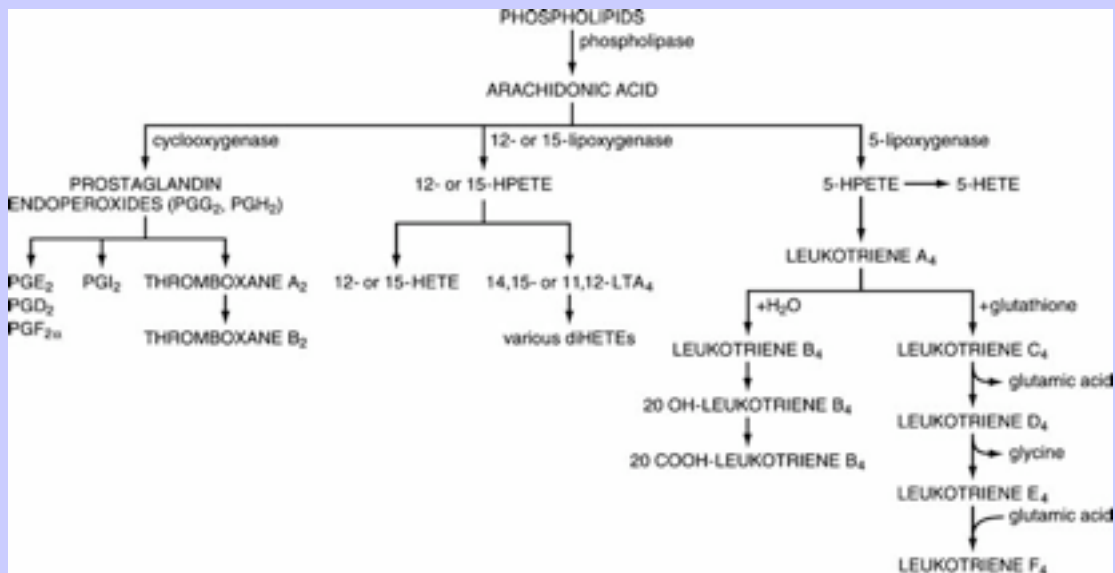 PHOSPHOLIPIDS
phospholipase
ARACHIDONIC ACID
cyclooxygenase
12- or 15-lipoxygenase
5-lipoxygenase
PROSTAGLANDIN
ENDOPEROXIDES (PGG₂, PGH₂)
12- or 15-HPETE
5-HPETE
5-HETE
LEUKOTRIENE A₄
PGE₂
PGD₂
PGF₂α
PGI₂
THROMBOXANE A₂
THROMBOXANE B₂
12- or 15-HETE
14,15- or 11,12-LTA₄
various diHETEs
+H₂O
+glutathione
LEUKOTRIENE B₄
20 OH-LEUKOTRIENE B₄
20 COOH-LEUKOTRIENE B₄
LEUKOTRIENE C₄
glutamic acid
LEUKOTRIENE D₄
glycine
LEUKOTRIENE E₄
glutamic acid
LEUKOTRIENE F₄